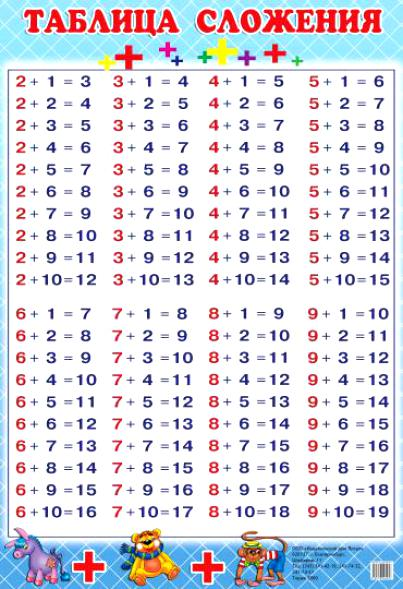 ТАБЛИЦА СЛОЖЕНИЯ
2 + 1 = 3 3 + 1 = 4 4 + 1 = 5 5 + 1 = 6
2 + 2 = 4 3 + 2 = 5 4 + 2 = 6 5 + 2 = 7
2 + 3 = 5 3 + 3 = 6 4 + 3 = 7 5 + 3 = 8
2 + 4 = 6 3 + 4 = 7 4 + 4 = 8 5 + 4 = 9
2 + 5 = 7 3 + 5 = 8 4 + 5 = 9 5 + 5 = 10
2 + 6 = 8 3 + 6 = 9 4 + 6 = 10 5 + 6 = 11
2 + 7 = 9 3 + 7 = 10 4 + 7 = 11 5 + 7 = 12
2 + 8 = 10 3 + 8 = 11 4 + 8 = 12 5 + 8 = 13
2 + 9 = 11 3 + 9 = 12 4 + 9 = 13 5 + 9 = 14
2 + 10 = 12 3 + 10 = 13 4 + 10 = 14 5 + 10 = 15
6 + 1 = 7 7 + 1 = 8 8 + 1 = 9 9 + 1 = 10
6 + 2 = 8 7 + 2 = 9 8 + 2 = 10 9 + 2 = 11
6 + 3 = 9 7 + 3 = 10 8 + 3 = 11 9 + 3 = 12
6 + 4 = 10 7 + 4 = 11 8 + 4 = 12 9 + 4 = 13
6 + 5 = 11 7 + 5 = 12 8 + 5 = 13 9 + 5 = 14
6 + 6 = 12 7 + 6 = 13 8 + 6 = 14 9 + 6 = 15
6 + 7 = 13 7 + 7 = 14 8 + 7 = 15 9 + 7 = 16
6 + 8 = 14 7 + 8 = 15 8 + 8 = 16 9 + 8 = 17
6 + 9 = 15 7 + 9 = 16 8 + 9 = 17 9 + 9 = 18
6 + 10 = 16 7 + 10 = 17 8 + 10 = 18 9 + 10 = 19